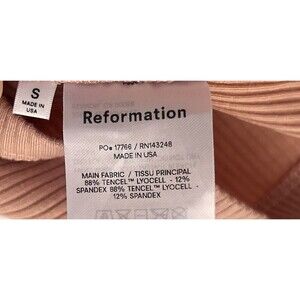 S
MADE IN
USA
Reformation
PO# 17766 / RN143248
MADE IN USA
MAIN FABRIC / TISSU PRINCIPAL
88% TENCEL™ LYOCELL - 12%
SPANDEX 88% TENCEL™ LYOCELL -
12% SPANDEX